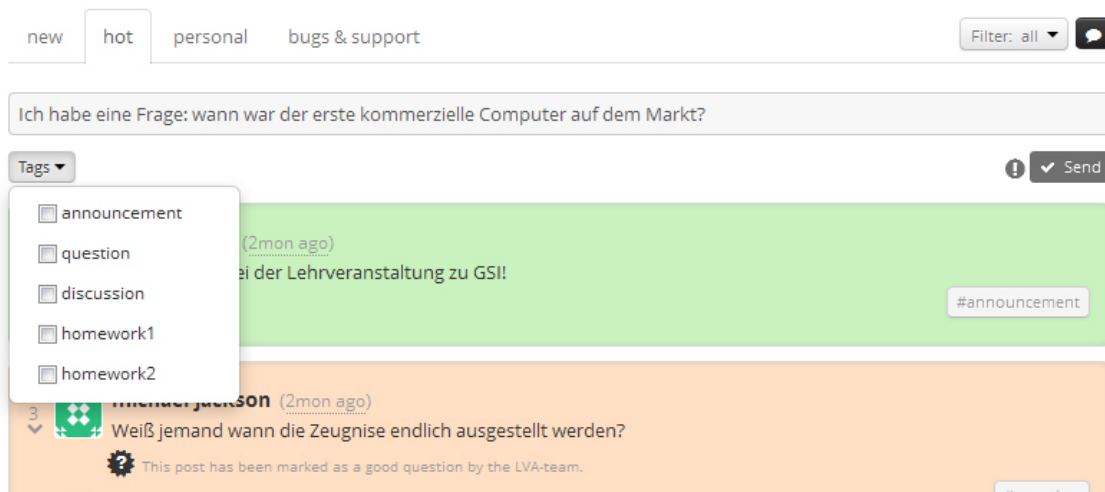 new hot personal bugs & support Filter: all
Ich habe eine Frage: wann war der erste kommerzielle Computer auf dem Markt?
Tags Send
announcement
question
(2mon ago)
der Lehrveranstaltung zu GSI!
discussion
#announcement
homework1
homework2
michael jackson (2mon ago)
3
Weiß jemand wann die Zeugnise endlich ausgestellt werden?
This post has been marked as a good question by the LVA-team.